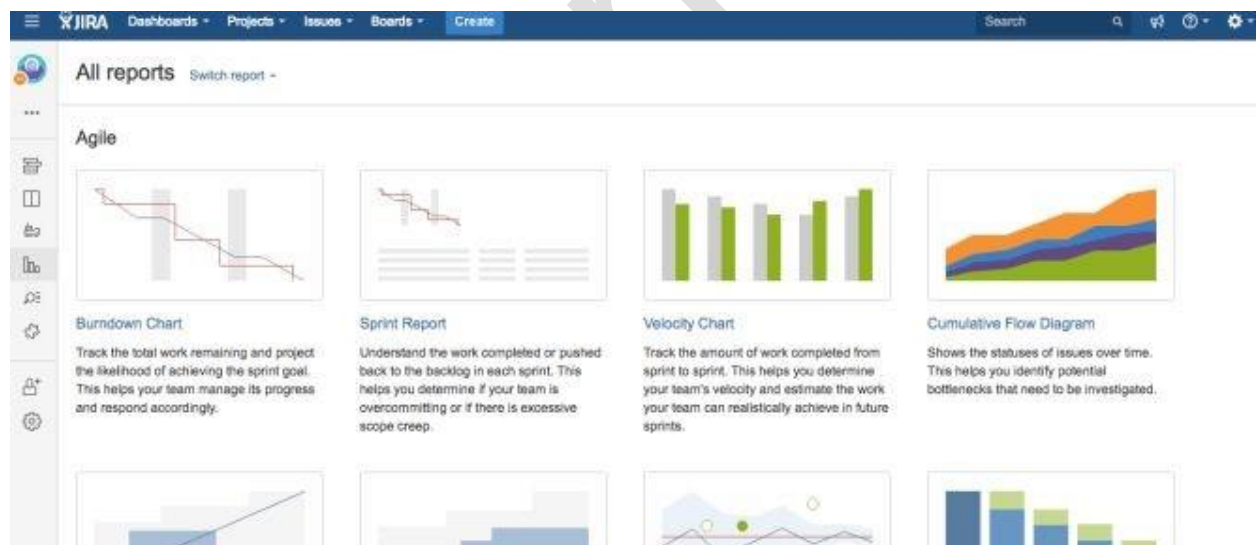 JIRA Dashboards Projects Issues Boards Create Search
All reports Switch report
Agile
Burndown Chart
Track the total work remaining and project
the likelihood of achieving the sprint goal.
This helps your team manage its progress
and respond accordingly.
Sprint Report
Understand the work completed or pushed
back to the backlog in each sprint. This
helps you determine if your team is
overcommitting or if there is excessive
scope creep.
Velocity Chart
Track the amount of work completed from
sprint to sprint. This helps you determine
your team's velocity and estimate the work
your team can realistically achieve in future
sprints.
Cumulative Flow Diagram
Shows the statuses of issues over time.
This helps you identify potential
bottlenecks that need to be investigated.